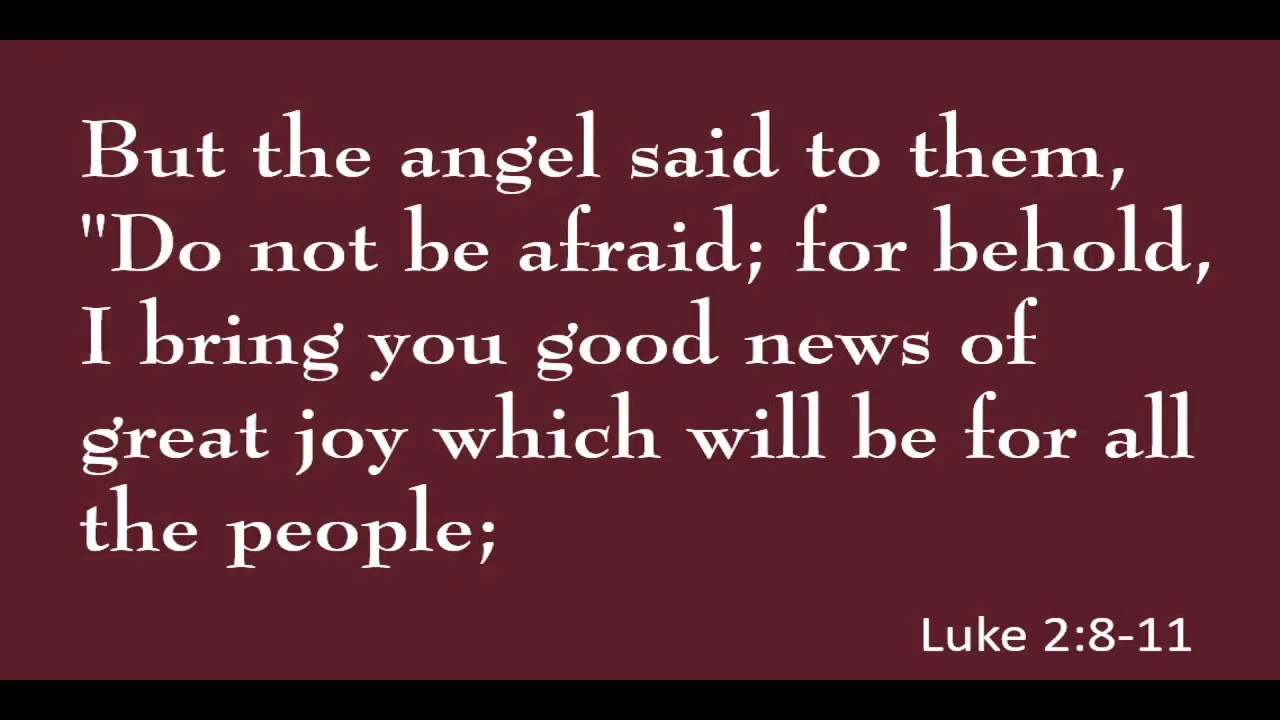 But the angel said to them,
"Do not be afraid; for behold,
I bring you good news of
great joy which will be for all
the people;
Luke 2:8-11